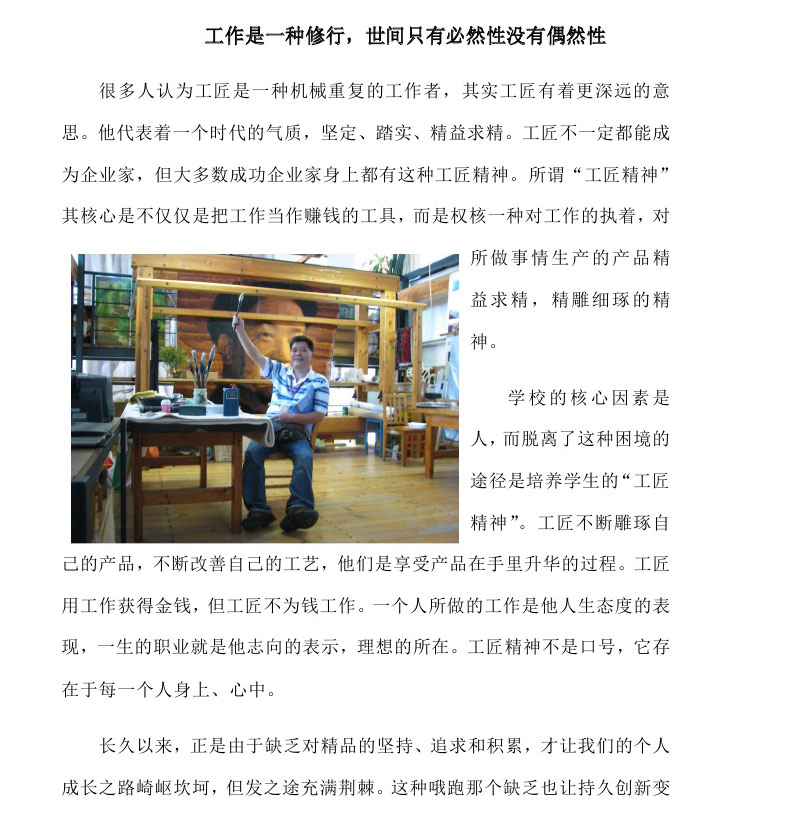 工作是一种修行，世间只有必然性没有偶然性
很多人认为工匠是一种机械重复的工作者，其实工匠有着更深远的意
思。他代表着一个时代的气质，坚定、踏实、精益求精。工匠不一定都能成
为企业家，但大多数成功企业家身上都有这种工匠精神。所谓“工匠精神”
其核心是不仅仅是把工作当作赚钱的工具，而是权核一种对工作的执着，对
所做事情生产的产品精
益求精，精雕细琢的精
神。
学校的核心因素是
人，而脱离了这种困境的
途径是培养学生的“工匠
精神”。工匠不断雕琢自
己的产品，不断改善自己的工艺，他们是享受产品在手里升华的过程。工匠
用工作获得金钱，但工匠不为钱工作。一个人所做的工作是他人生态度的表
现，一生的职业就是他志向的表示，理想的所在。工匠精神不是口号，它存
在于每一个人身上、心中。
长久以来，正是由于缺乏对精品的坚持、追求和积累，才让我们的个人
成长之路崎岖坎坷，但发之途充满荆棘。这种哦跑那个缺乏也让持久创新变